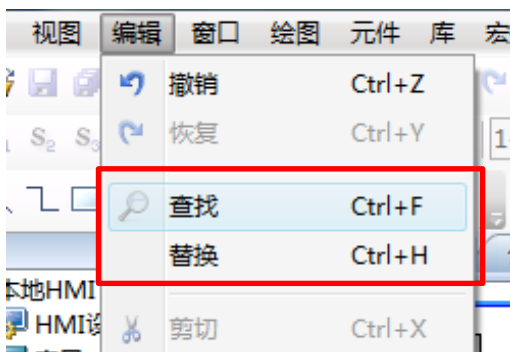 视图 编辑 窗口 绘图 元件 库 宏
撤销 Ctrl+Z
S₂ S₃ 恢复 Ctrl+Y 1
查找 Ctrl+F
替换 Ctrl+H
本地HMI
HMI设
剪切 Ctrl+X